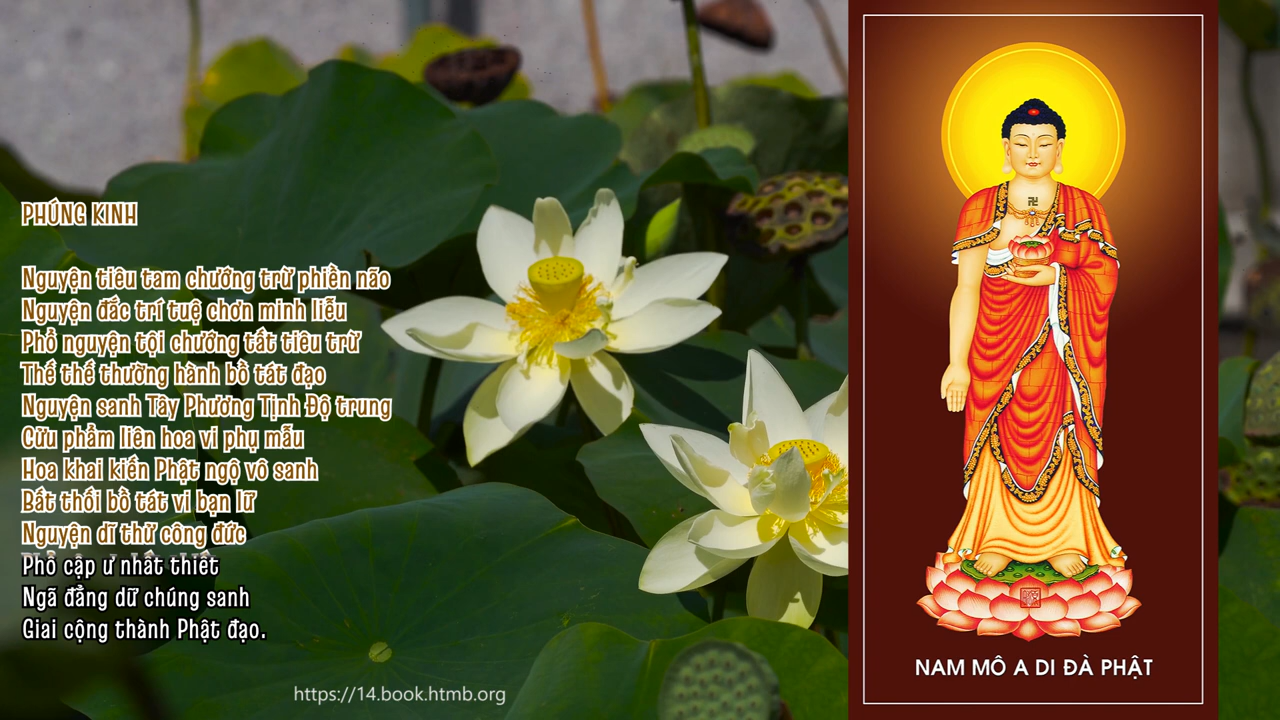 PHÚNG KINH
Nguyện tiêu tam chướng trừ phiền não
Nguyện đắc trí tuệ chơn minh liễu
Phổ nguyện tội chướng tất tiêu trừ
Thế thế thường hành bồ tát đạo
Nguyện sanh Tây Phương Tịnh Độ trung
Cửu phẩm liên hoa vi phụ mẫu
Hoa khai kiến Phật ngộ vô sanh
Bất thối bồ tát vi bạn lữ
Nguyện dĩ thử công đức
Phổ cập ư nhất thiết
Ngã đẳng dữ chúng sanh
Giai cộng thành Phật đạo.
https://14.book.htmb.org
卍
NAM MÔ A DI ĐÀ PHẬT